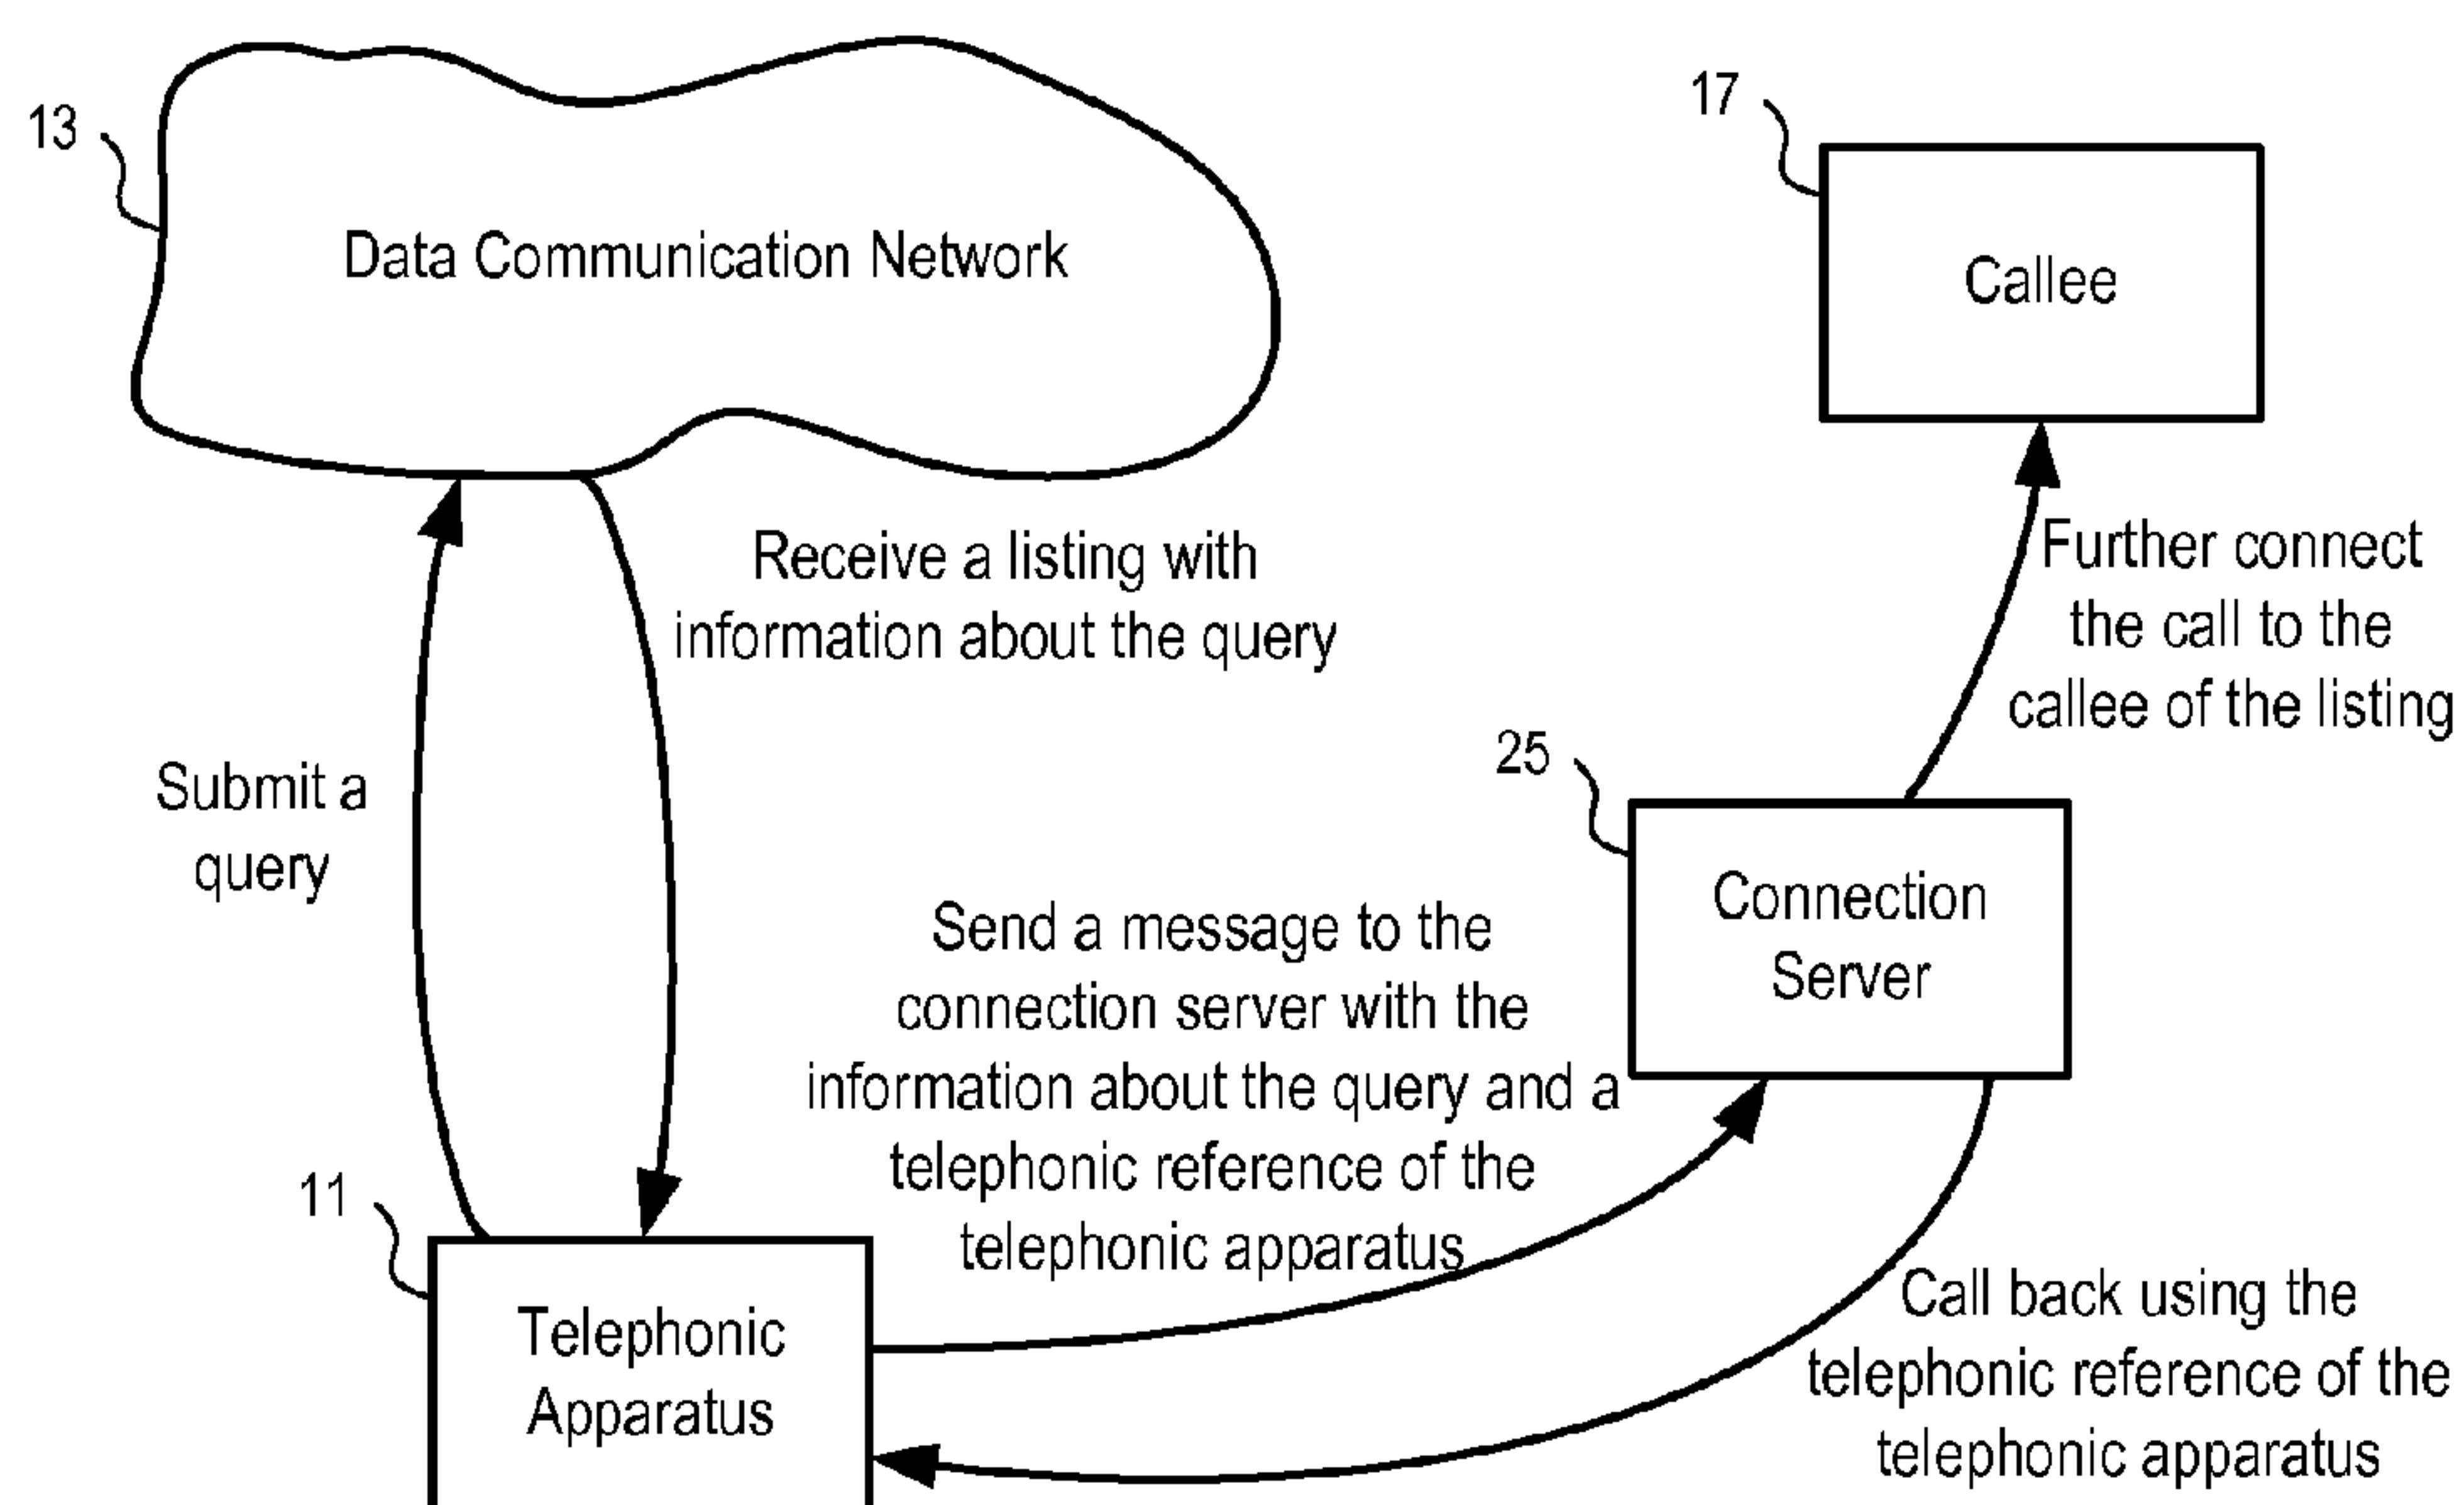 13
Data Communication Network
17
Callee
Receive a listing with
information about the query
Further connect
the call to the
callee of the listing
Submit a
query
25
Connection
Server
Send a message to the
connection server with the
information about the query and a
telephonic reference of the
telephonic apparatus
11
Telephonic
Apparatus
Call back using the
telephonic reference of the
telephonic apparatus